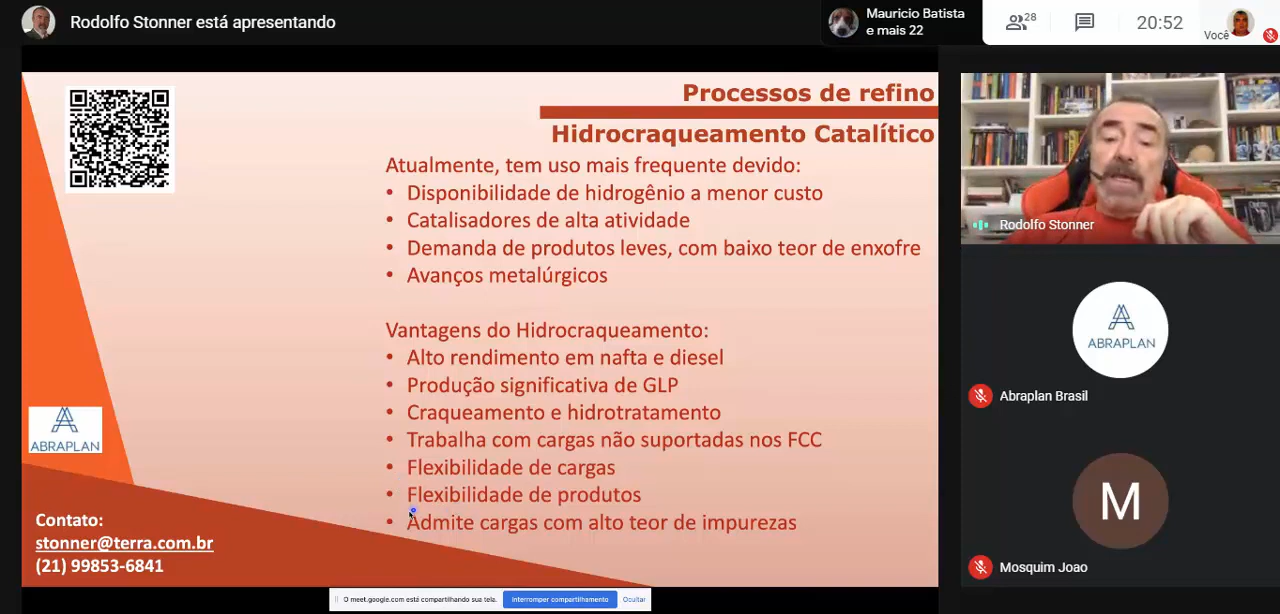 Rodolfo Stonner está apresentando
Mauricio Batista
e mais 22
28
20:52
Você
Processos de refino
Hidrocraqueamento Catalítico
Atualmente, tem uso mais frequente devido:
• Disponibilidade de hidrogênio a menor custo
• Catalisadores de alta atividade
• Demanda de produtos leves, com baixo teor de enxofre
• Avanços metalúrgicos
Vantagens do Hidrocraqueamento:
• Alto rendimento em nafta e diesel
• Produção significativa de GLP
• Craqueamento e hidrotratamento
• Trabalha com cargas não suportadas nos FCC
• Flexibilidade de cargas
• Flexibilidade de produtos
• Admite cargas com alto teor de impurezas
ABRAPLAN
Contato:
stonner@terra.com.br
(21) 99853-6841
O meet.google.com está compartilhando sua tela.
Interromper compartilhamento
Ocultar
Rodolfo Stonner
ABRAPLAN
Abraplan Brasil
M
Mosquim Joao